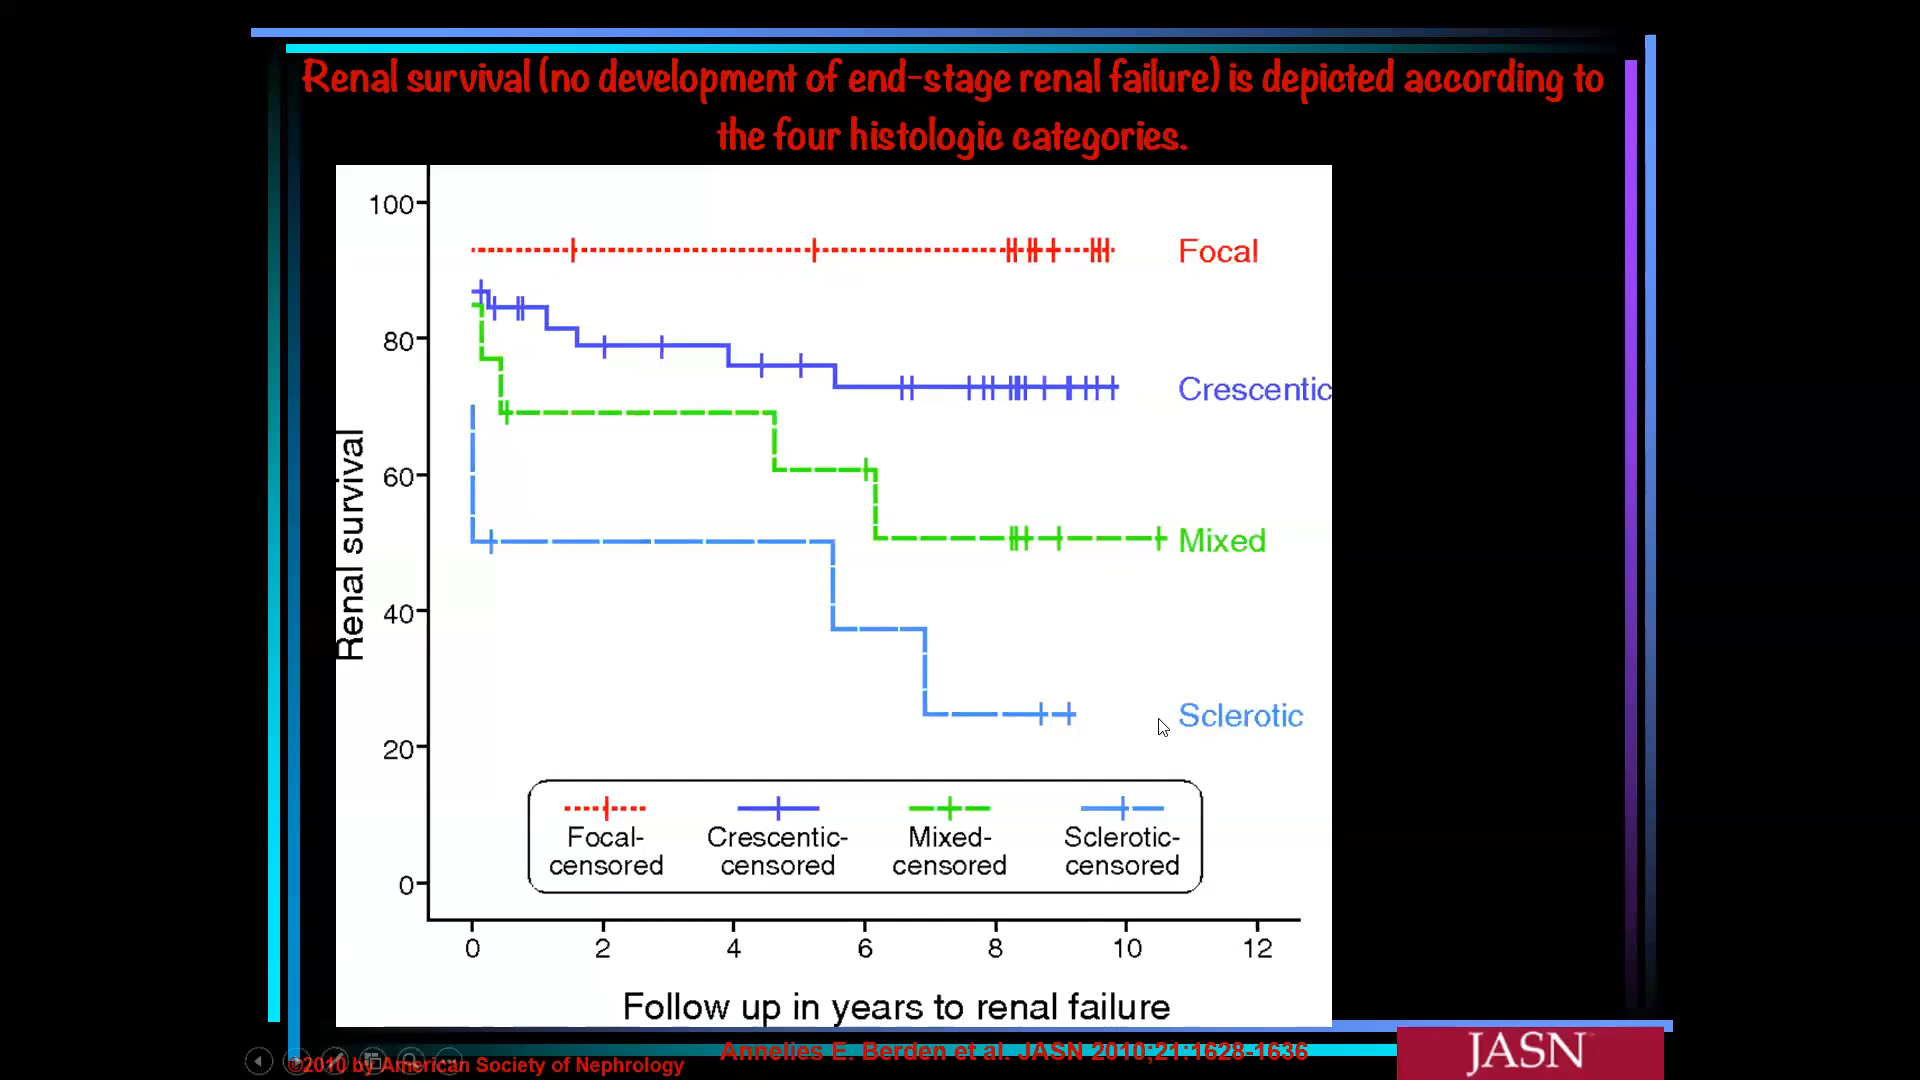 Renal survival (no development of end-stage renal failure) is depicted according to
the four histologic categories.
100
80
60
40
20
0
Renal survival
Focal
Crescentic
Mixed
Sclerotic
Focal-
censored
Crescentic-
censored
Mixed-
censored
Sclerotic-
censored
0 2 4 6 8 10 12
Follow up in years to renal failure
Annelies E. Berden et al. JASN 2010;21:1628-1636
©2010 by American Society of Nephrology
JASN